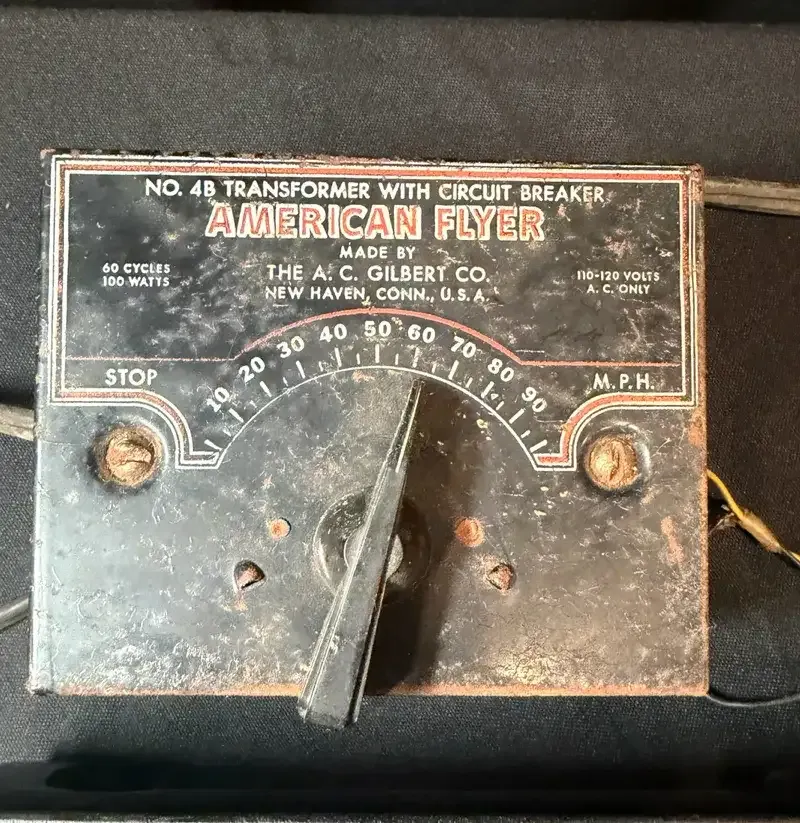 NO. 4B TRANSFORMER WITH CIRCUIT BREAKER
AMERICAN FLYER
MADE BY
60 CYCLES
100 WATTS
THE A. C. GILBERT CO.
NEW HAVEN, CONN., U.S.A.
110-120 VOLTS
A. C. ONLY
STOP
10 20 30 40 50 60 70 80 90
M.P.H.